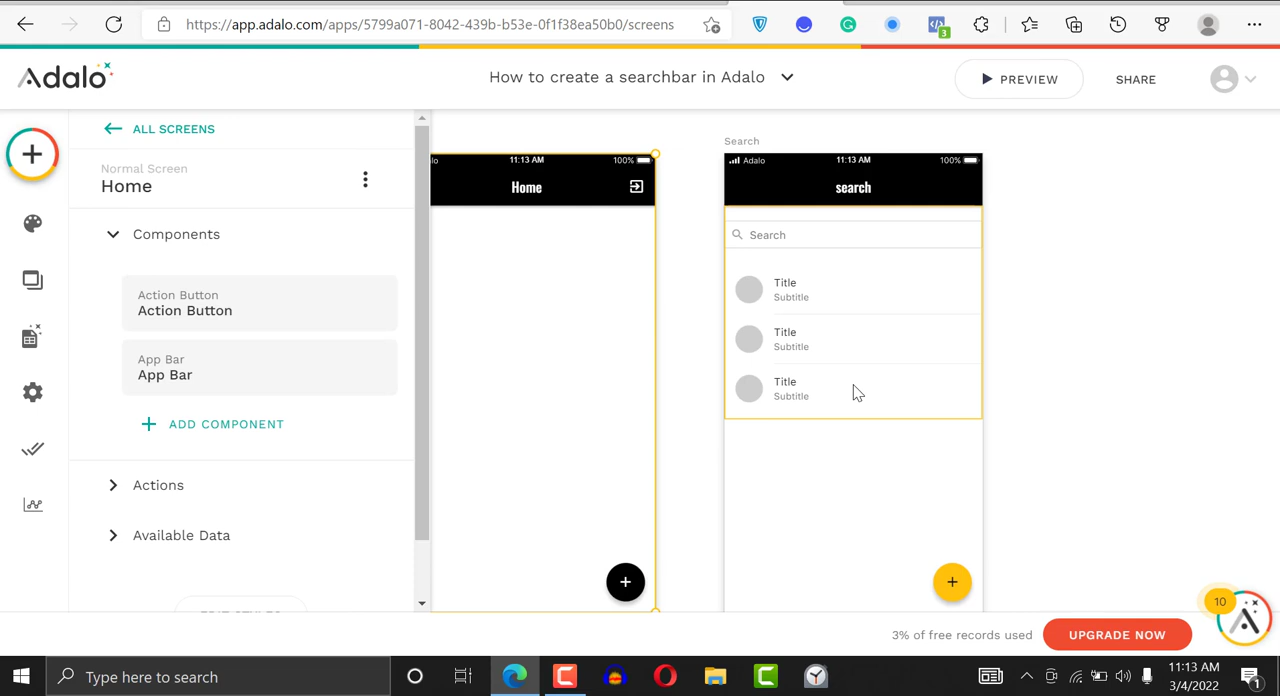 https://app.adalo.com/apps/5799a071-8042-439b-b53e-0f1f38ea50b0/screens
3
Adalo
How to create a searchbar in Adalo
PREVIEW
SHARE
ALL SCREENS
Normal Screen
Home
Components
Action Button
Action Button
App Bar
App Bar
ADD COMPONENT
Actions
Available Data
lo 11:13 AM 100%
Home
Search
Adalo 11:13 AM 100%
search
Search
Title
Subtitle
Title
Subtitle
Title
Subtitle
10
3% of free records used
UPGRADE NOW
Type here to search
11:13 AM
3/4/2022
1